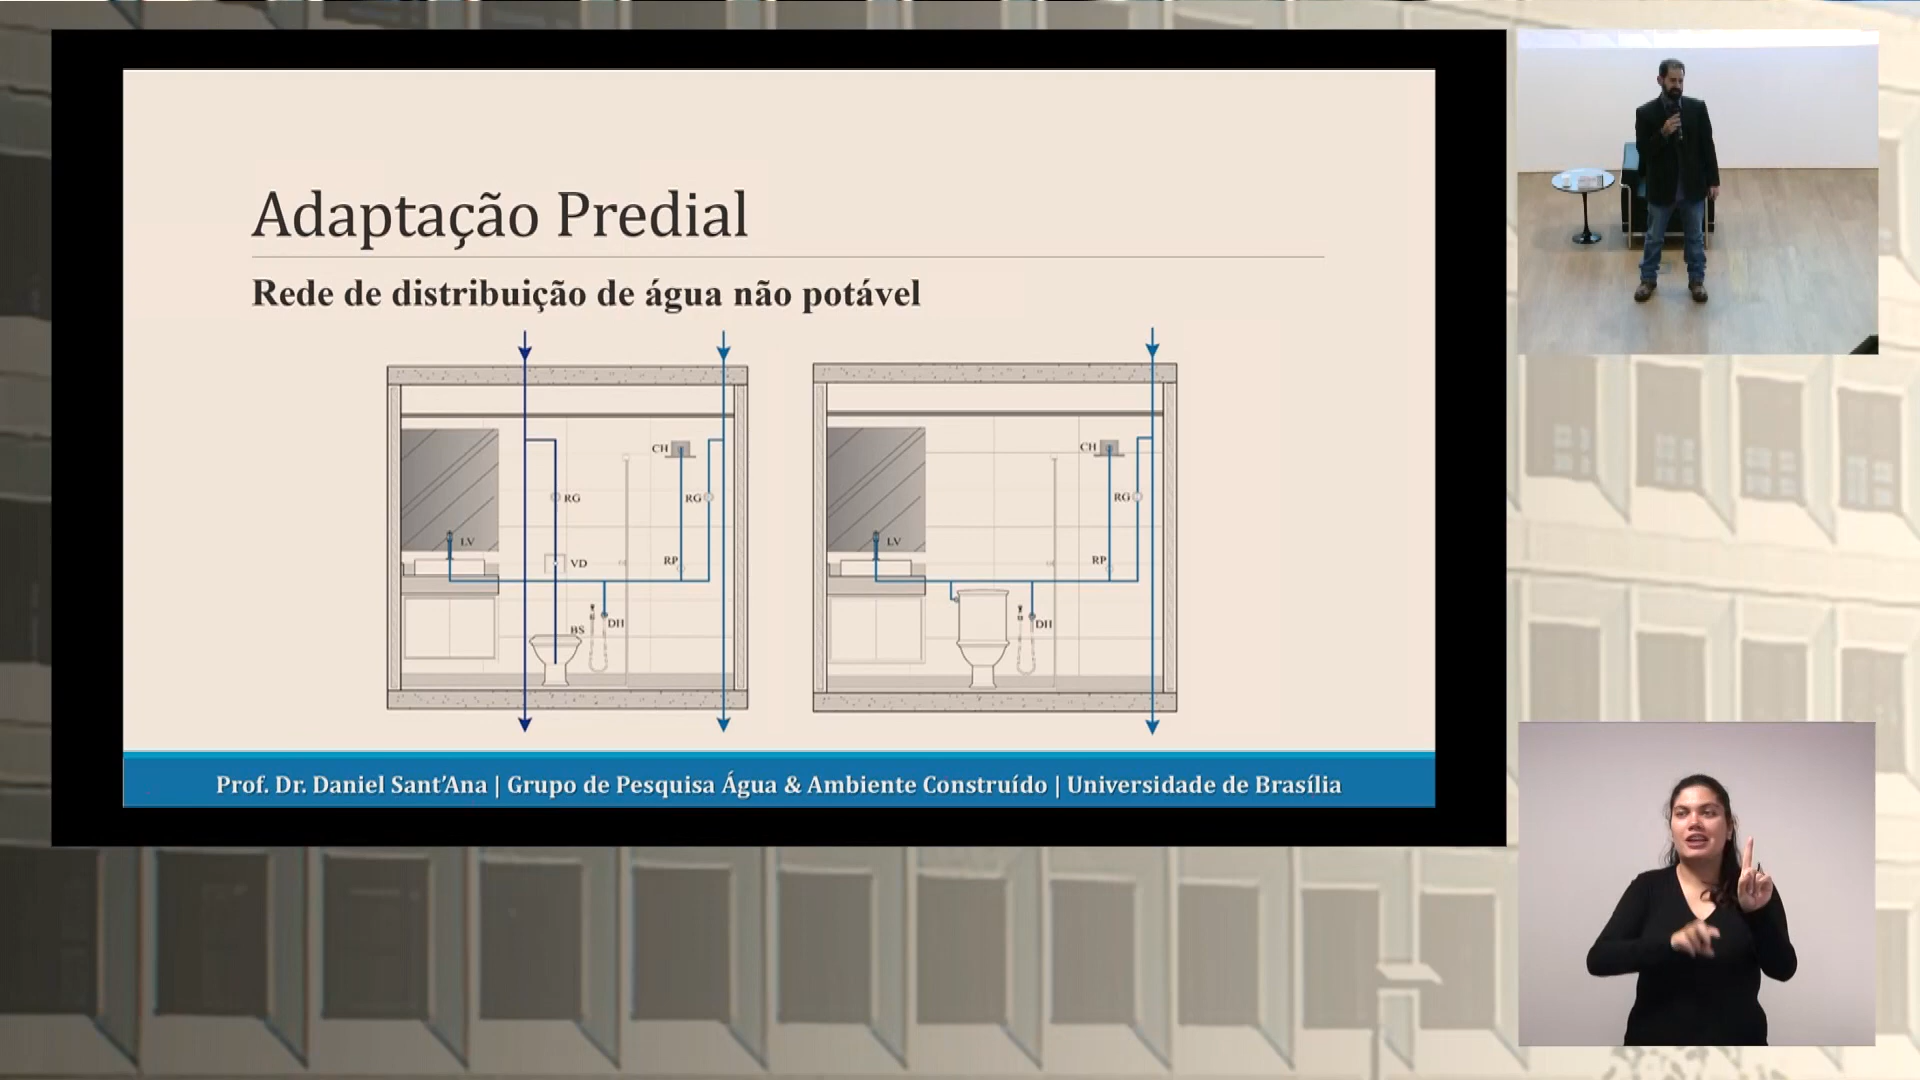 Adaptação Predial
Rede de distribuição de água não potável
CH
RG
RG
LV
VD
RP
BS
DH
CH
RG
LV
RP
DH
Prof. Dr. Daniel Sant'Ana | Grupo de Pesquisa Água & Ambiente Construído | Universidade de Brasília